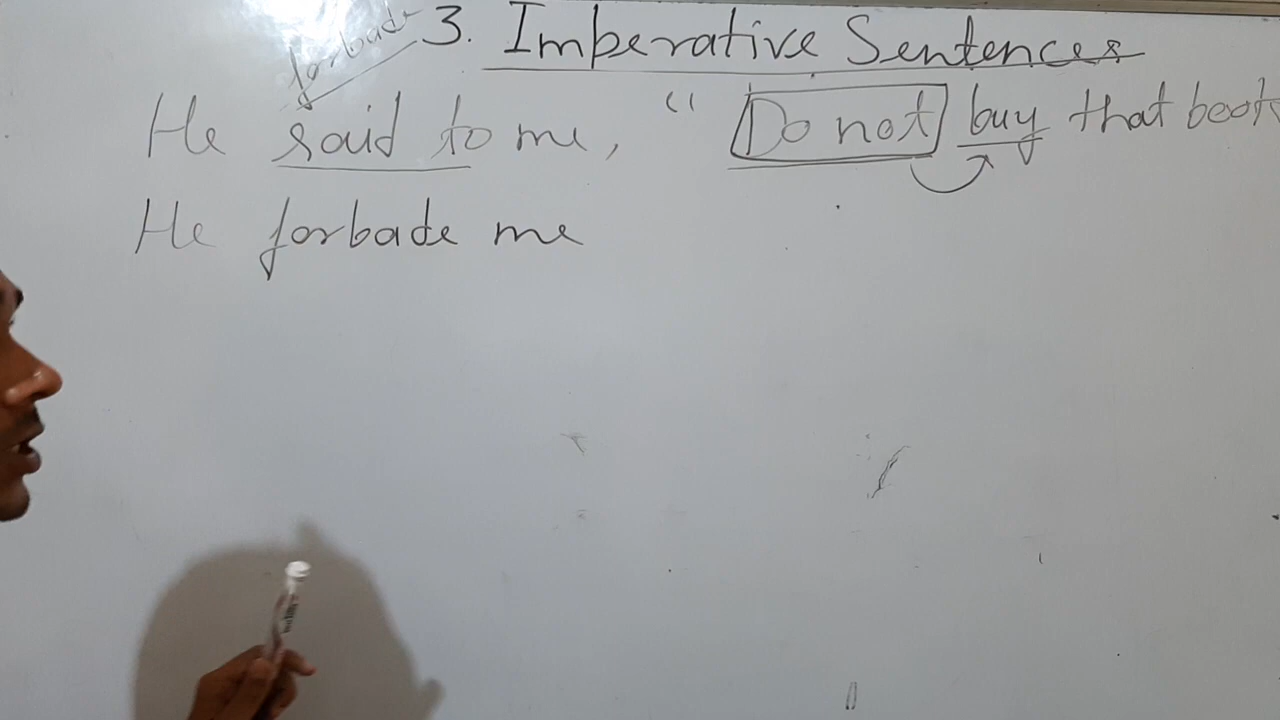 forbade
3. Imperative Sentences
He said to me, " Do not buy that book
He forbade me